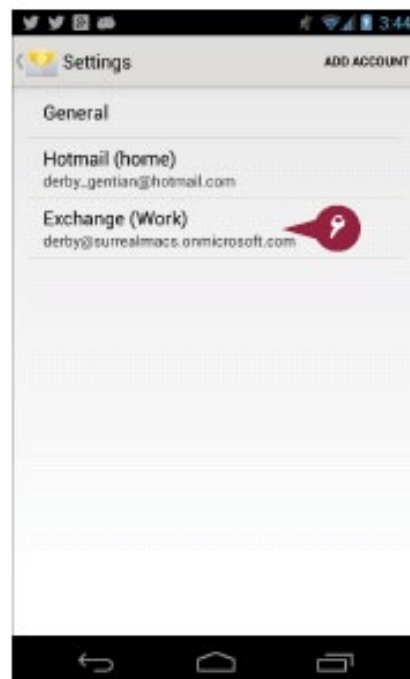 3:44
Settings ADD ACCOUNT
General
Hotmail (home)
derby_gentian@hotmail.com
Exchange (Work)
derby@surrealmacs.onmicrosoft.com
9